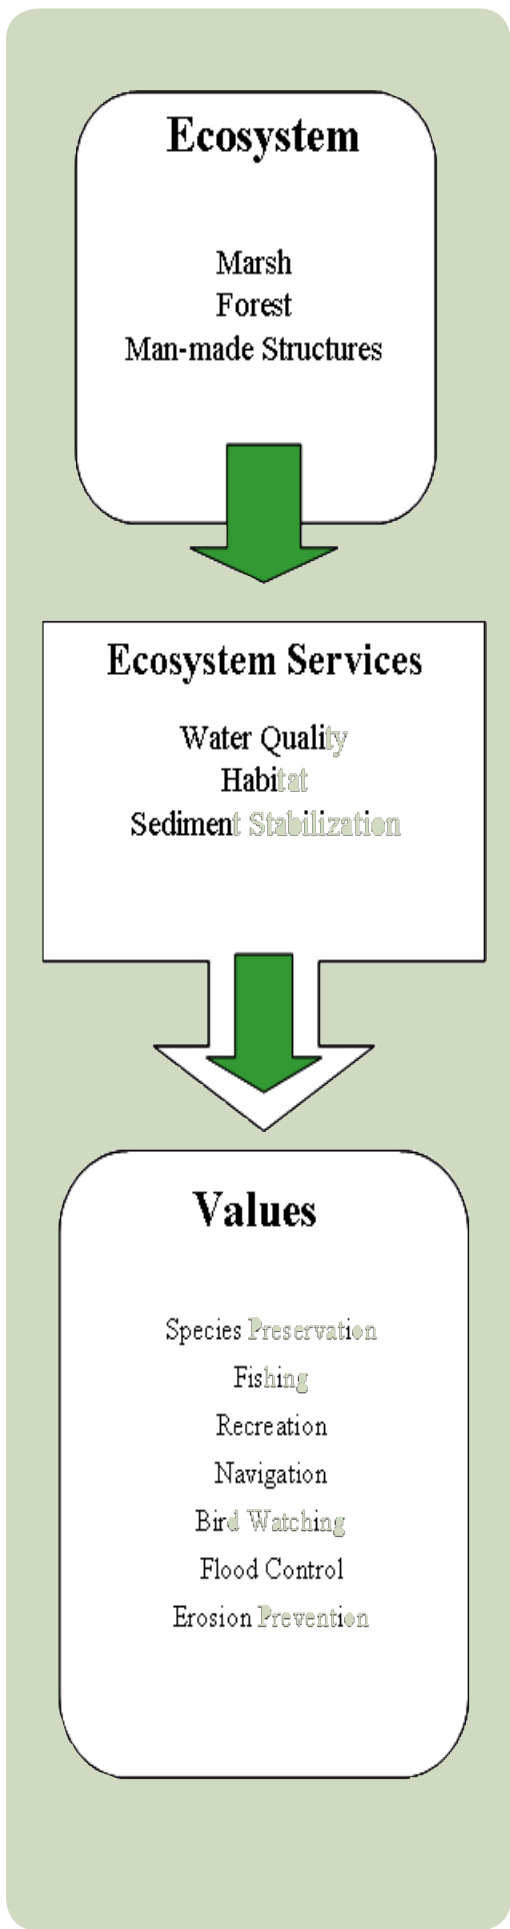 Ecosystem
Marsh
Forest
Man-made Structures
Ecosystem Services
Water Quality
Habitat
Sediment Stabilization
Values
Species Preservation
Fishing
Recreation
Navigation
Bird Watching
Flood Control
Erosion Prevention